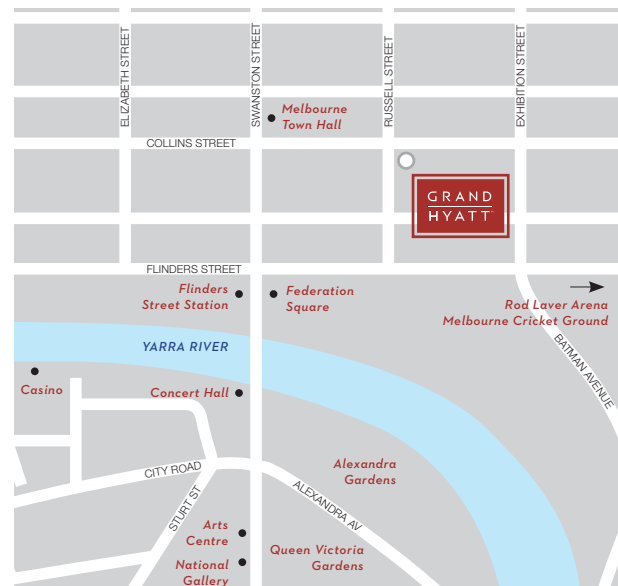 ELIZABETH STREET
SWANSTON STREET
RUSSELL STREET
EXHIBITION STREET
Melbourne
Town Hall
COLLINS STREET
GRAND
HYATT
FLINDERS STREET
Flinders
Street Station
Federation
Square
Rod Laver Arena
Melbourne Cricket Ground
YARRA RIVER
BATMAN AVENUE
Casino
Concert Hall
CITY ROAD
Alexandra
Gardens
STURT ST
ALEXANDRA AV
Arts
Centre
Queen Victoria
Gardens
National
Gallery